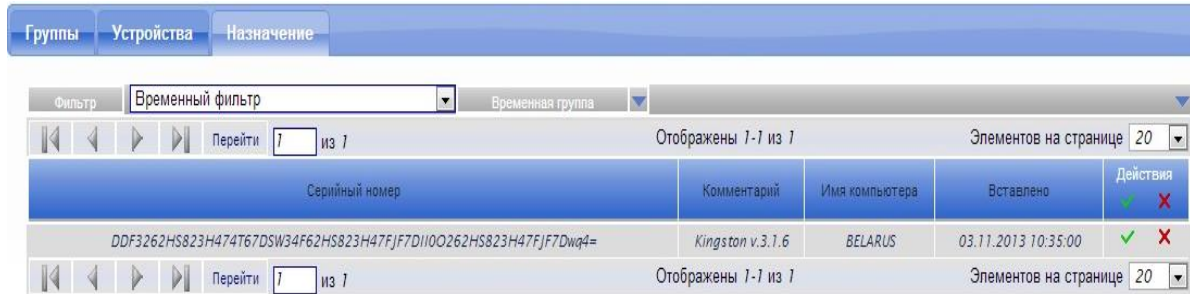 Группы Устройства Назначение
Фильтр Временный фильтр Временная группа
Перейти 1 из 1 Отображены 1-1 из 1 Элементов на странице 20
Серийный номер Комментарий Имя компьютера Вставлено Действия
DDF3262HS823H474T67DSW34F62HS823H47FJF7DII0O262HS823H47FJF7Dwq4= Kingston v.3.1.6 BELARUS 03.11.2013 10:35:00
Перейти 1 из 1 Отображены 1-1 из 1 Элементов на странице 20